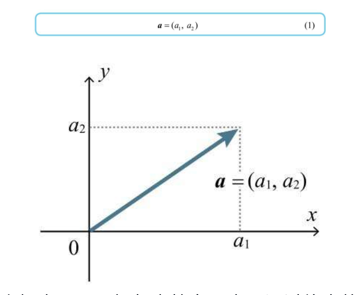 a = (a₁, a₂) (1)
y
a₂
a = (a₁, a₂)
x
0
a₁